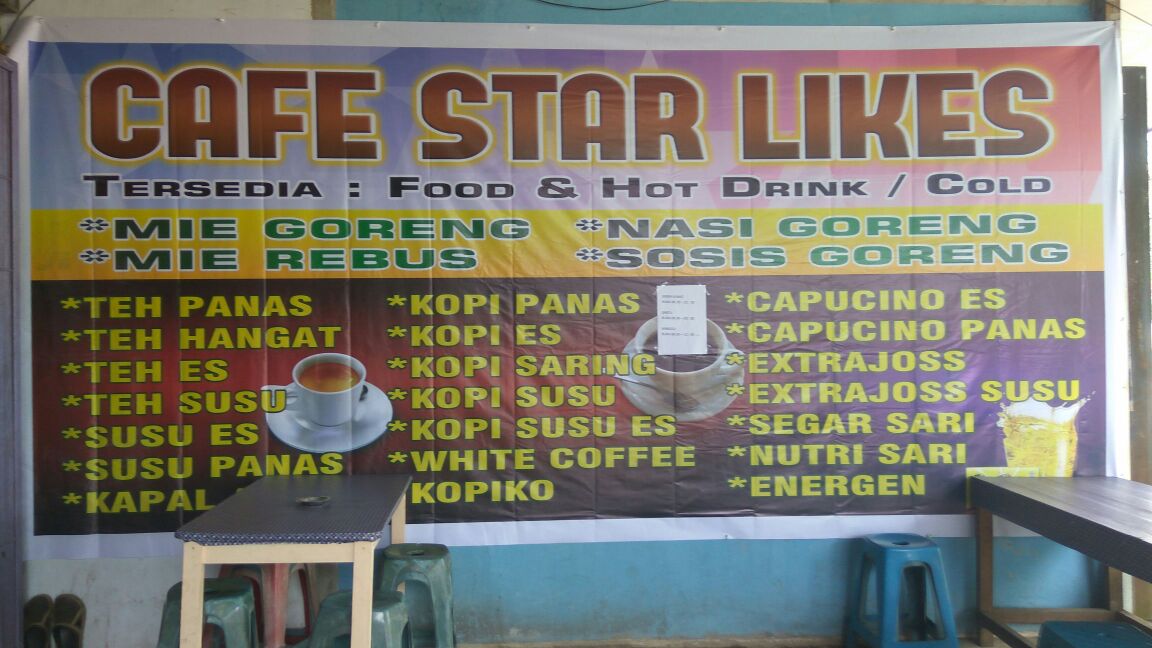 CAFE STAR LIKES
TERSEDIA : FOOD & HOT DRINK / COLD
*MIE GORENG
*MIE REBUS
*NASI GORENG
*SOSIS GORENG
*TEH PANAS
*TEH HANGAT
*TEH ES
*TEH SUSU
*SUSU ES
*SUSU PANAS
*KAPAL
*KOPI PANAS
*KOPI ES
*KOPI SARING
*KOPI SUSU
*KOPI SUSU ES
*WHITE COFFEE
*KOPIKO
*CAPUCINO ES
*CAPUCINO PANAS
*EXTRAJOSS
*EXTRAJOSS SUSU
*SEGAR SARI
*NUTRI SARI
*ENERGEN